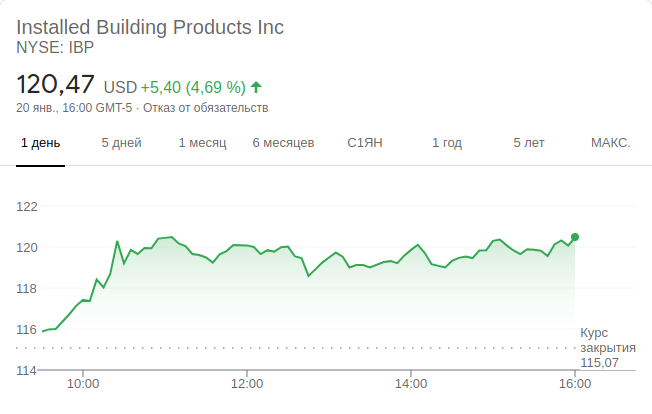 Installed Building Products Inc
NYSE: IBP
120,47 USD +5,40 (4,69 %)
20 янв., 16:00 GMT-5 · Отказ от обязательств
1 день 5 дней 1 месяц 6 месяцев С1ЯН 1 год 5 лет МАКС.
122
120
118
116
Курс
закрытия
115,07
114
10:00 12:00 14:00 16:00